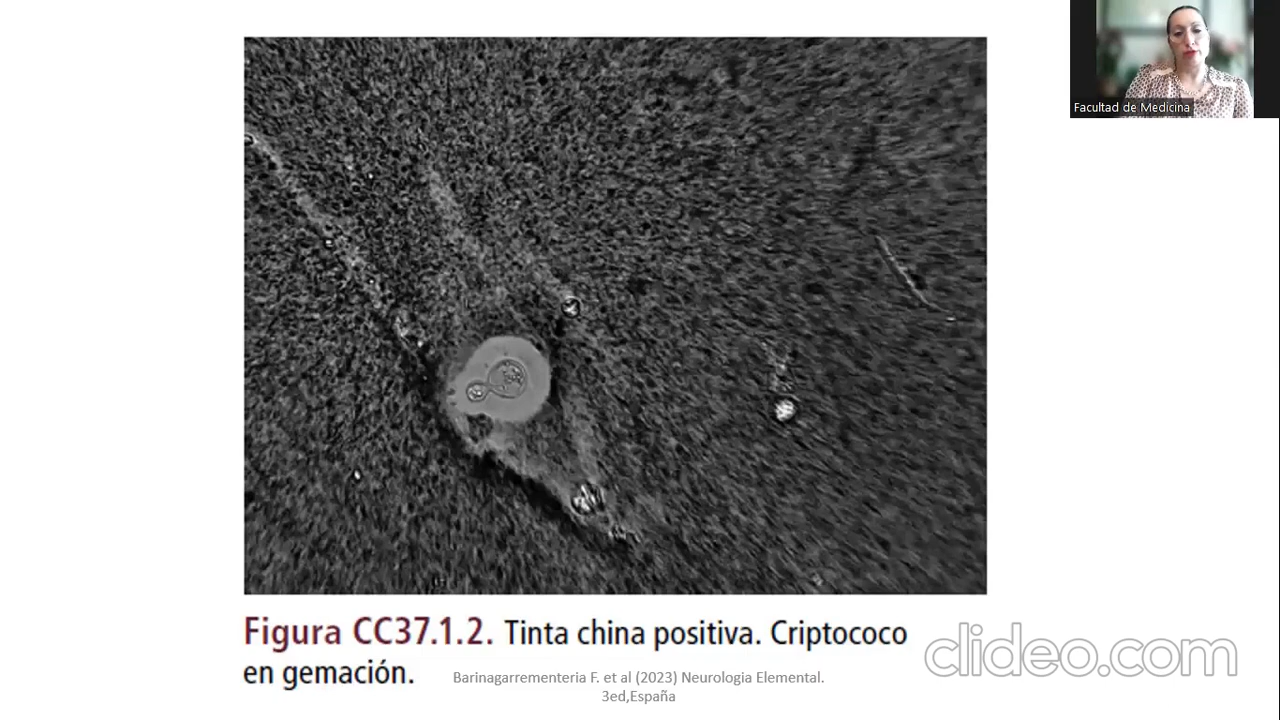 Facultad de Medicina
Figura CC37.1.2. Tinta china positiva. Criptococo
en gemación.
Barinagarrementeria F. et al (2023) Neurologia Elemental.
3ed,España
clideo.com